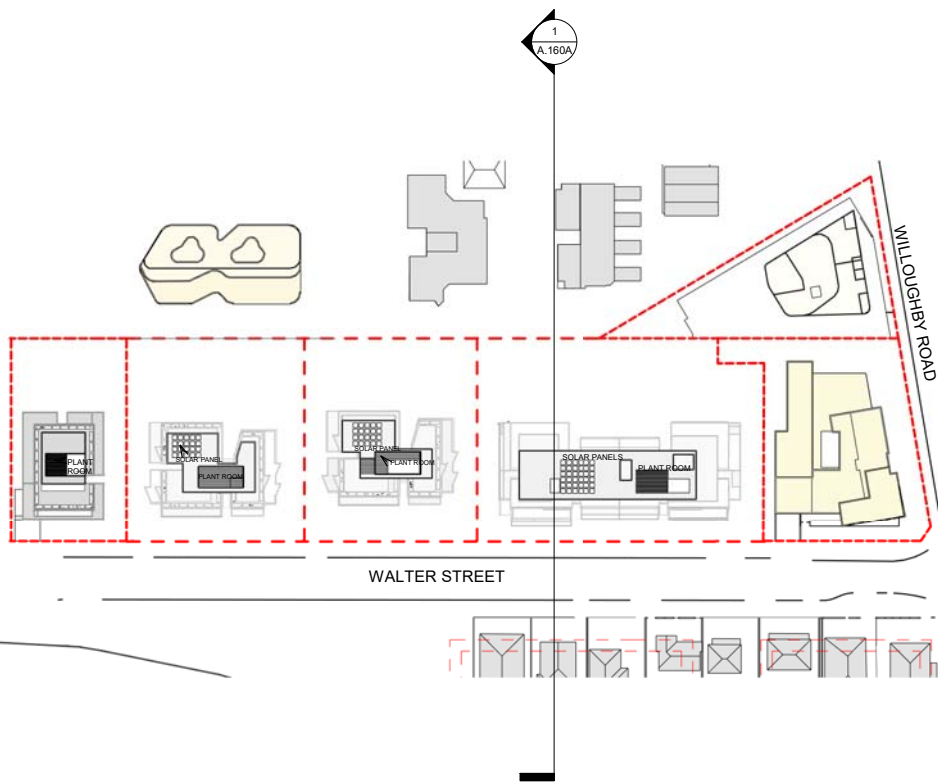 1
A.160A
WILLOUGHBY ROAD
SOLAR PANEL
PLANT ROOM
SOLAR PANELS
PLANT ROOM
PLANT
ROOM
SOLAR PANEL
PLANT ROOM
WALTER STREET